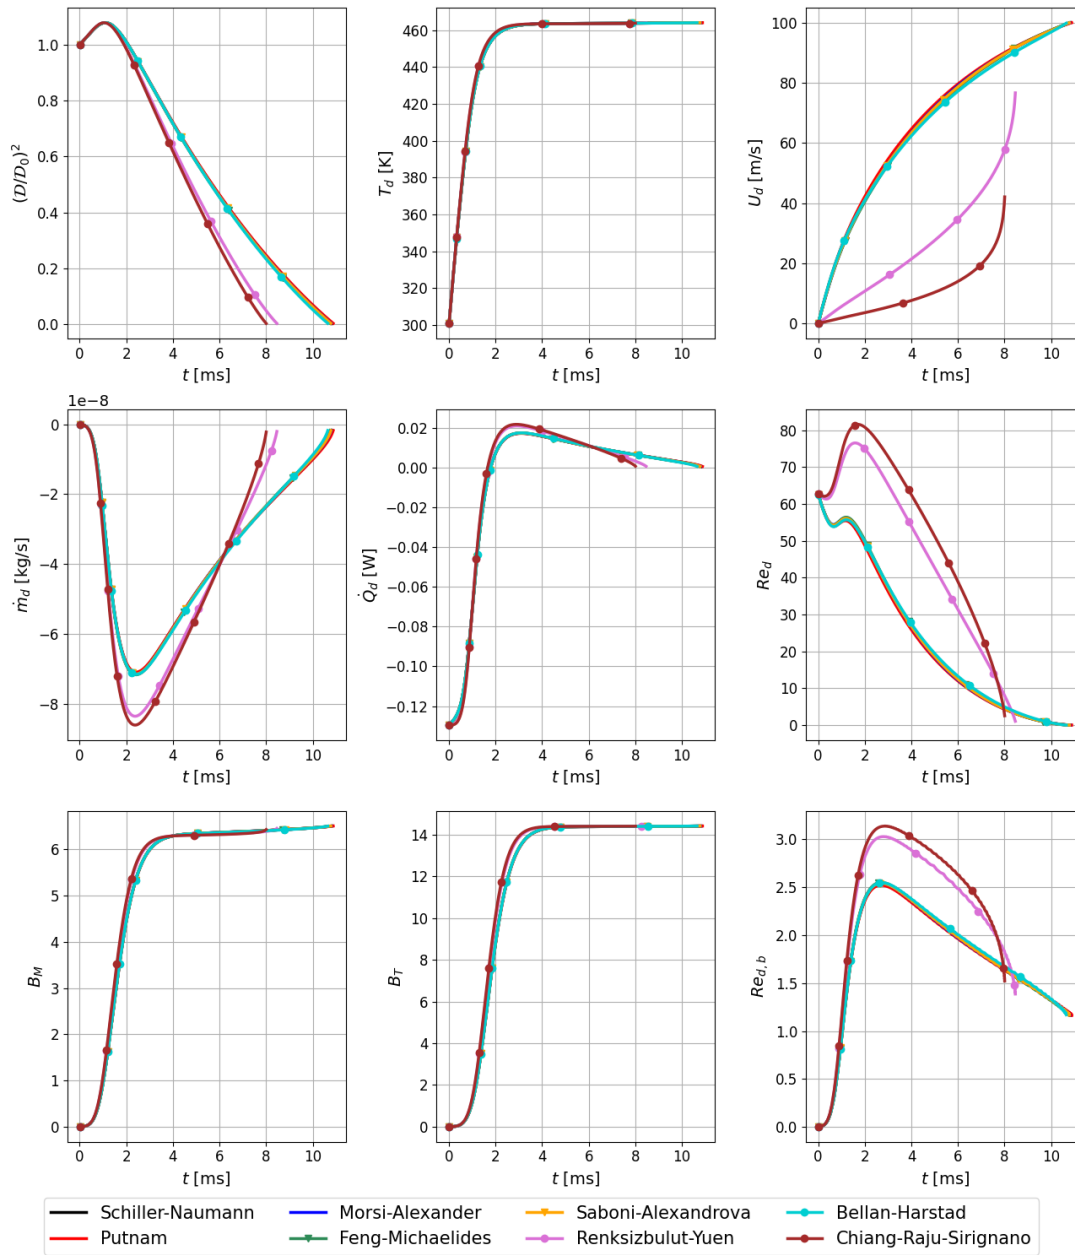 1.0
0.8
0.6
0.4
0.2
0.0
(D/D₀)²
0 2 4 6 8 10
t [ms]
460
440
420
400
380
360
340
320
300
T_d [K]
0 2 4 6 8 10
t [ms]
100
80
60
40
20
0
U_d [m/s]
0 2 4 6 8 10
t [ms]
1e−8
0
−2
−4
−6
−8
ṁ_d [kg/s]
0 2 4 6 8 10
t [ms]
0.02
0.00
−0.02
−0.04
−0.06
−0.08
−0.10
−0.12
Q̇_d [W]
0 2 4 6 8 10
t [ms]
80
70
60
50
40
30
20
10
0
Re_d
0 2 4 6 8 10
t [ms]
6
5
4
3
2
1
0
B_M
0 2 4 6 8 10
t [ms]
14
12
10
8
6
4
2
0
B_T
0 2 4 6 8 10
t [ms]
3.0
2.5
2.0
1.5
1.0
0.5
0.0
Re_{d,b}
0 2 4 6 8 10
t [ms]
Schiller-Naumann Morsi-Alexander Saboni-Alexandrova Bellan-Harstad
Putnam Feng-Michaelides Renksizbulut-Yuen Chiang-Raju-Sirignano